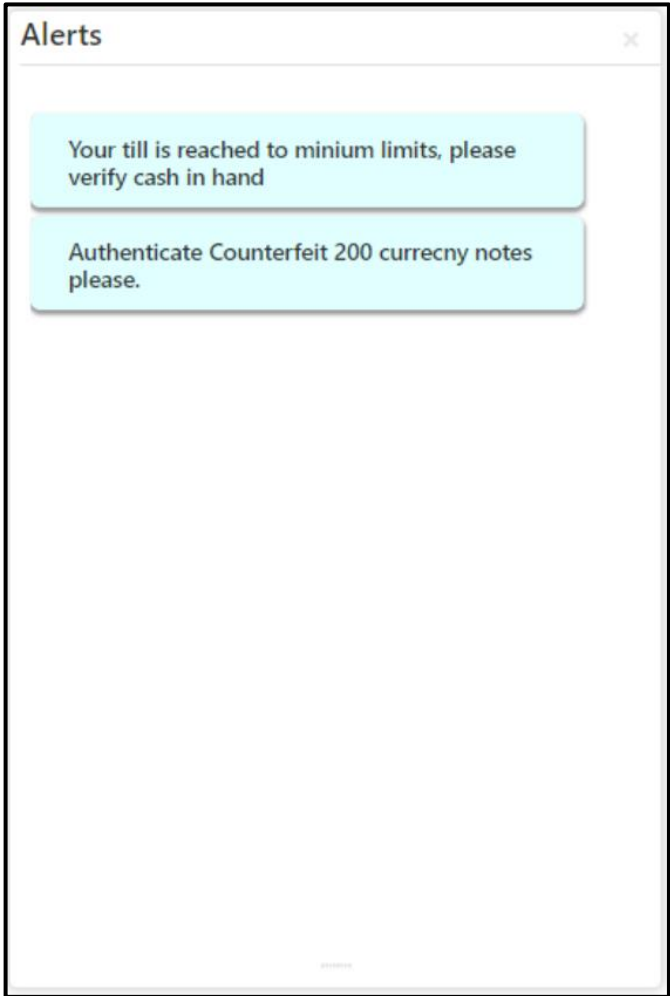 Alerts
Your till is reached to minium limits, please
verify cash in hand
Authenticate Counterfeit 200 currecny notes
please.